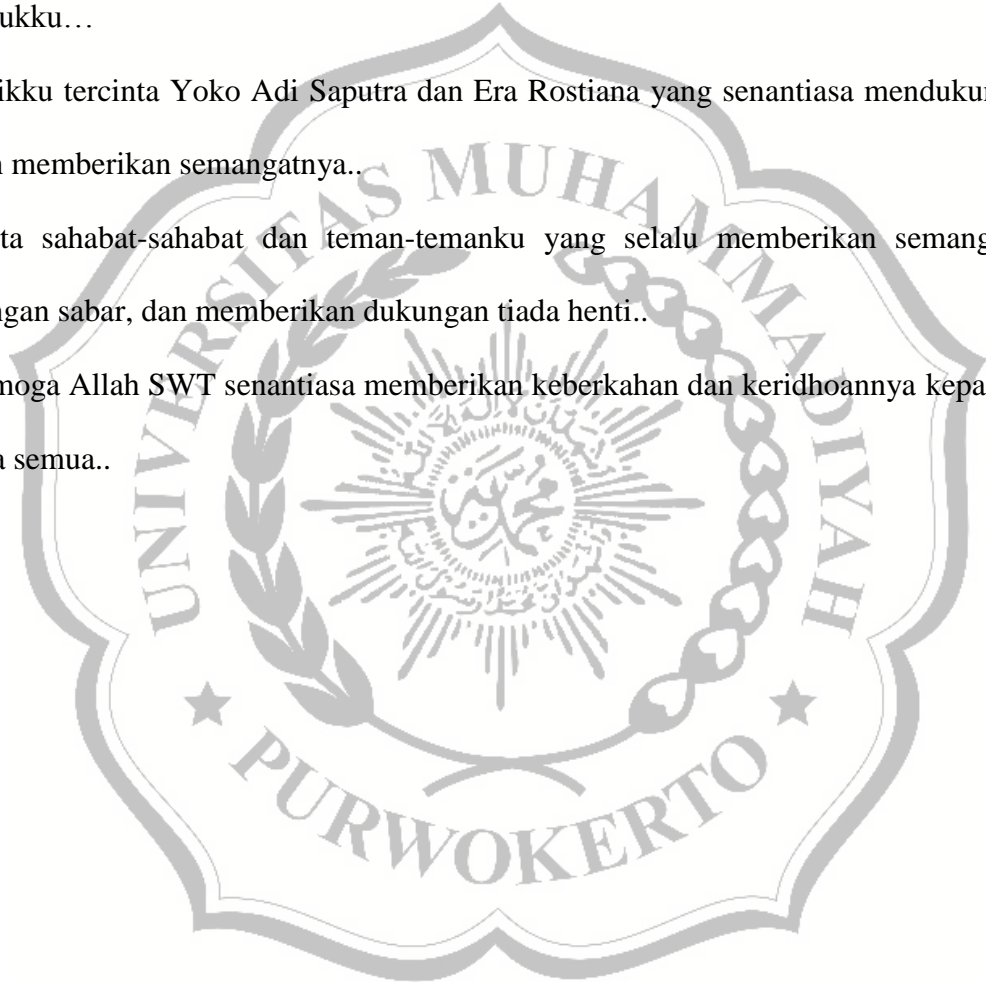 ukku…
ikku tercinta Yoko Adi Saputra dan Era Rostiana yang senantiasa mendukun
n memberikan semangatnya..
ta sahabat-sahabat dan teman-temanku yang selalu memberikan semang
ngan sabar, dan memberikan dukungan tiada henti..
moga Allah SWT senantiasa memberikan keberkahan dan keridhoannya kepa
a semua..
UNIVERSITAS MUHAMMADIYAH
PURWOKERTO